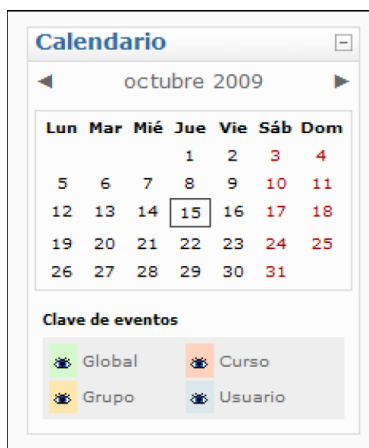 Calendario
octubre 2009
Lun Mar Mié Jue Vie Sáb Dom
1 2 3 4
5 6 7 8 9 10 11
12 13 14 15 16 17 18
19 20 21 22 23 24 25
26 27 28 29 30 31
Clave de eventos
Global Curso
Grupo Usuario